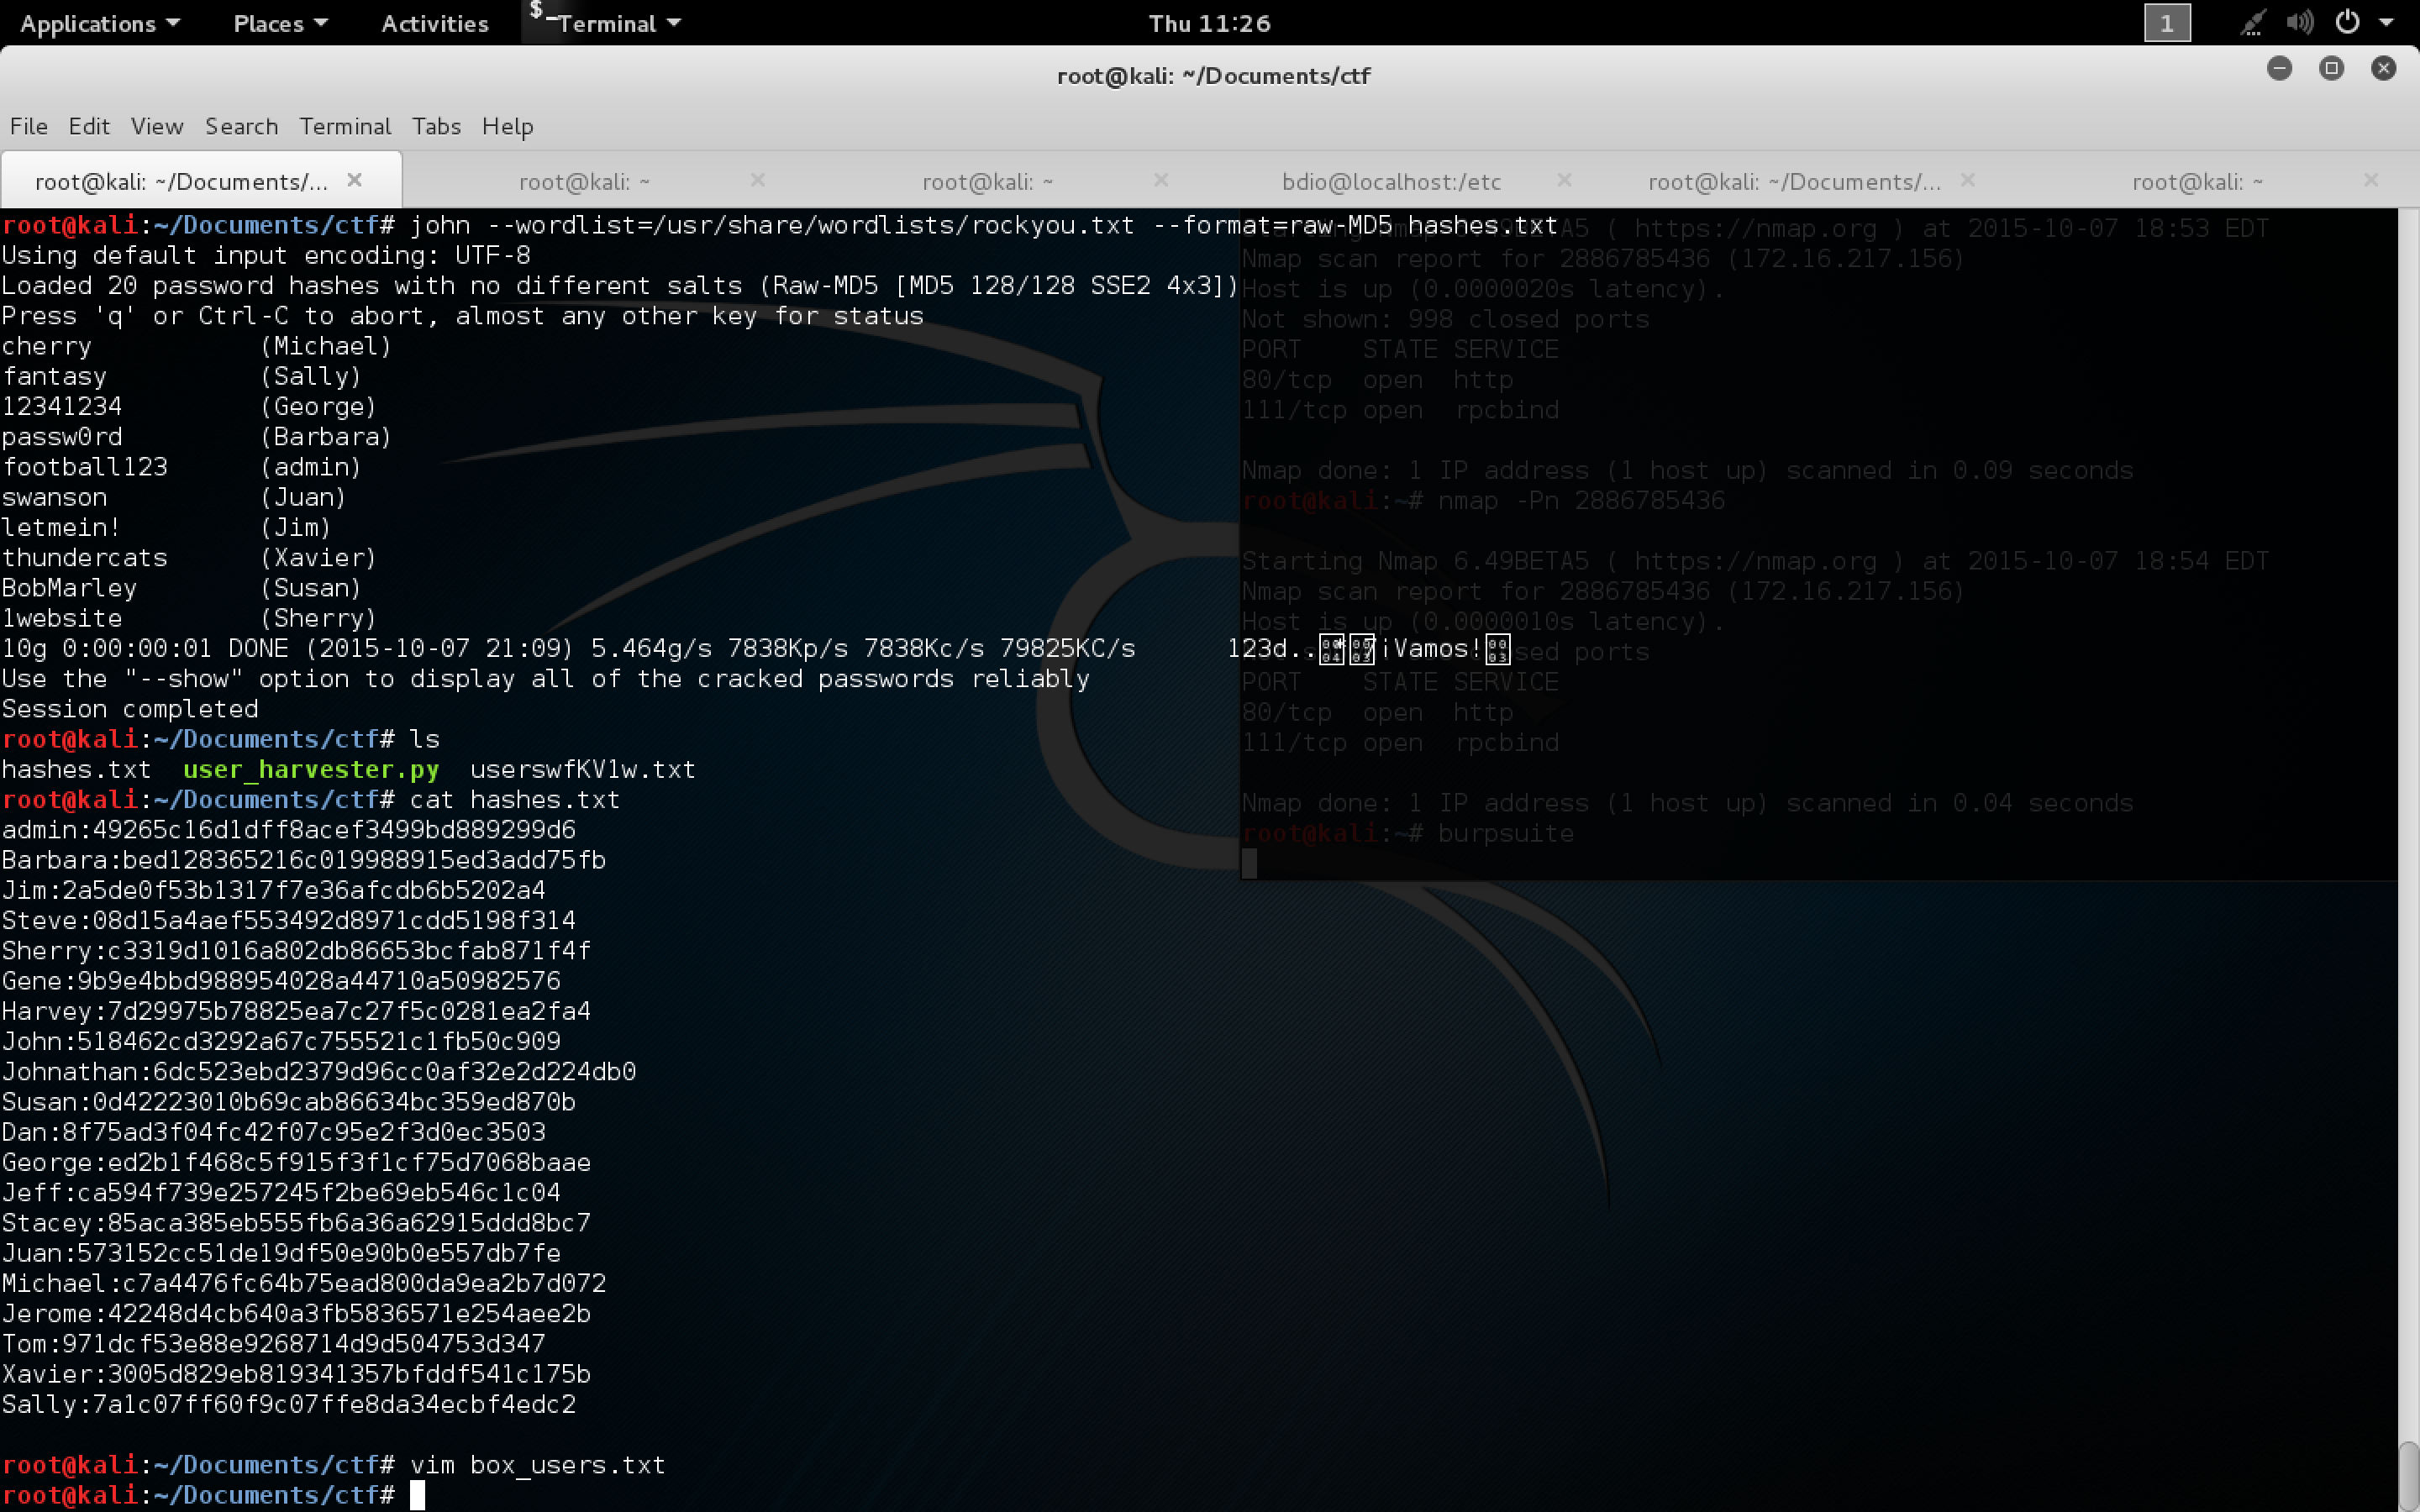 Applications Places Activities $_Terminal Thu 11:26 1
root@kali: ~/Documents/ctf
File Edit View Search Terminal Tabs Help
root@kali: ~/Documents/... root@kali: ~ root@kali: ~ bdio@localhost:/etc root@kali: ~/Documents/... root@kali: ~
root@kali:~/Documents/ctf# john --wordlist=/usr/share/wordlists/rockyou.txt --format=raw-MD5 hashes.txt
Using default input encoding: UTF-8
Loaded 20 password hashes with no different salts (Raw-MD5 [MD5 128/128 SSE2 4x3])
Press 'q' or Ctrl-C to abort, almost any other key for status
cherry (Michael)
fantasy (Sally)
12341234 (George)
passw0rd (Barbara)
football123 (admin)
swanson (Juan)
letmein! (Jim)
thundercats (Xavier)
BobMarley (Susan)
1website (Sherry)
10g 0:00:00:01 DONE (2015-10-07 21:09) 5.464g/s 7838Kp/s 7838Kc/s 79825KC/s 123d..*7¡Vamos!
Use the "--show" option to display all of the cracked passwords reliably
Session completed
root@kali:~/Documents/ctf# ls
hashes.txt user_harvester.py userswfKV1w.txt
root@kali:~/Documents/ctf# cat hashes.txt
admin:49265c16d1dff8acef3499bd889299d6
Barbara:bed128365216c019988915ed3add75fb
Jim:2a5de0f53b1317f7e36afcdb6b5202a4
Steve:08d15a4aef553492d8971cdd5198f314
Sherry:c3319d1016a802db86653bcfab871f4f
Gene:9b9e4bbd988954028a44710a50982576
Harvey:7d29975b78825ea7c27f5c0281ea2fa4
John:518462cd3292a67c755521c1fb50c909
Johnathan:6dc523ebd2379d96cc0af32e2d224db0
Susan:0d42223010b69cab86634bc359ed870b
Dan:8f75ad3f04fc42f07c95e2f3d0ec3503
George:ed2b1f468c5f915f3f1cf75d7068baae
Jeff:ca594f739e257245f2be69eb546c1c04
Stacey:85aca385eb555fb6a36a62915ddd8bc7
Juan:573152cc51de19df50e90b0e557db7fe
Michael:c7a4476fc64b75ead800da9ea2b7d072
Jerome:42248d4cb640a3fb5836571e254aee2b
Tom:971dcf53e88e9268714d9d504753d347
Xavier:3005d829eb819341357bfddf541c175b
Sally:7a1c07ff60f9c07ffe8da34ecbf4edc2
root@kali:~/Documents/ctf# vim box_users.txt
root@kali:~/Documents/ctf#
( https://nmap.org ) at 2015-10-07 18:53 EDT
Nmap scan report for 2886785436 (172.16.217.156)
Host is up (0.0000020s latency).
Not shown: 998 closed ports
PORT STATE SERVICE
80/tcp open http
111/tcp open rpcbind
Nmap done: 1 IP address (1 host up) scanned in 0.09 seconds
root@kali:~# nmap -Pn 2886785436
Starting Nmap 6.49BETA5 ( https://nmap.org ) at 2015-10-07 18:54 EDT
Nmap scan report for 2886785436 (172.16.217.156)
Host is up (0.0000010s latency).
closed ports
PORT STATE SERVICE
80/tcp open http
111/tcp open rpcbind
Nmap done: 1 IP address (1 host up) scanned in 0.04 seconds
root@kali:~# burpsuite